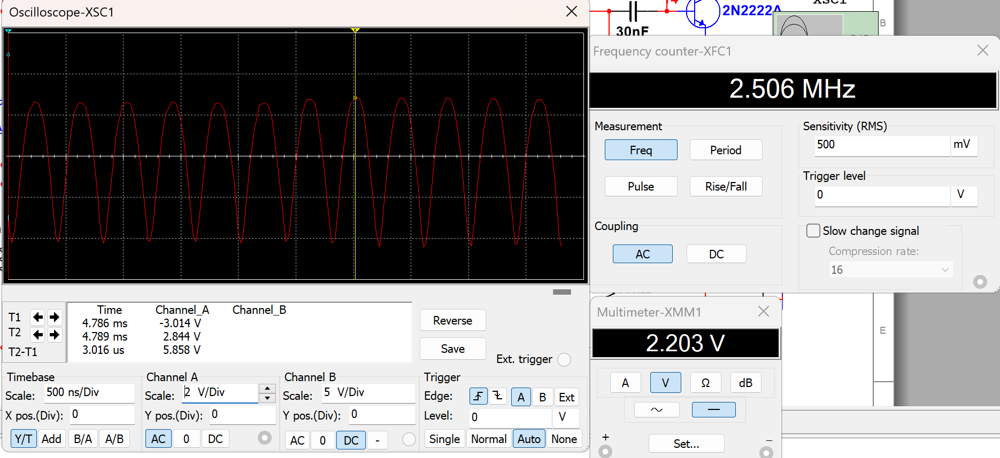 Oscilloscope-XSC1
2N2222A
30nF
B
Frequency counter-XFC1
2.506 MHz
Measurement
Freq
Period
Pulse
Rise/Fall
Coupling
AC
DC
Sensitivity (RMS)
500
mV
Trigger level
0
V
Slow change signal
Compression rate:
16
E
Multimeter-XMM1
2.203 V
A
V
Ω
dB
+
−
Set...
T1
T2
T2-T1
Time Channel_A Channel_B
4.786 ms -3.014 V
4.789 ms 2.844 V
3.016 us 5.858 V
Reverse
Save
Ext. trigger
Timebase
Scale: 500 ns/Div
X pos.(Div): 0
Y/T Add B/A A/B
Channel A
Scale: 2 V/Div
Y pos.(Div): 0
AC 0 DC
Channel B
Scale: 5 V/Div
Y pos.(Div): 0
AC 0 DC -
Trigger
Edge: A B Ext
Level: 0 V
Single Normal Auto None